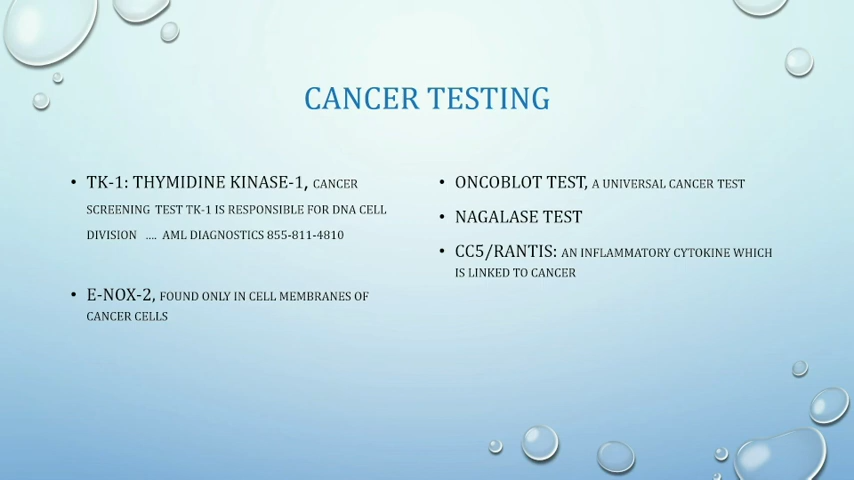 CANCER TESTING
• TK-1: THYMIDINE KINASE-1, CANCER
SCREENING TEST TK-1 IS RESPONSIBLE FOR DNA CELL
DIVISION .... AML DIAGNOSTICS 855-811-4810
• E-NOX-2, FOUND ONLY IN CELL MEMBRANES OF
CANCER CELLS
• ONCOBLOT TEST, A UNIVERSAL CANCER TEST
• NAGALASE TEST
• CC5/RANTIS: AN INFLAMMATORY CYTOKINE WHICH
IS LINKED TO CANCER